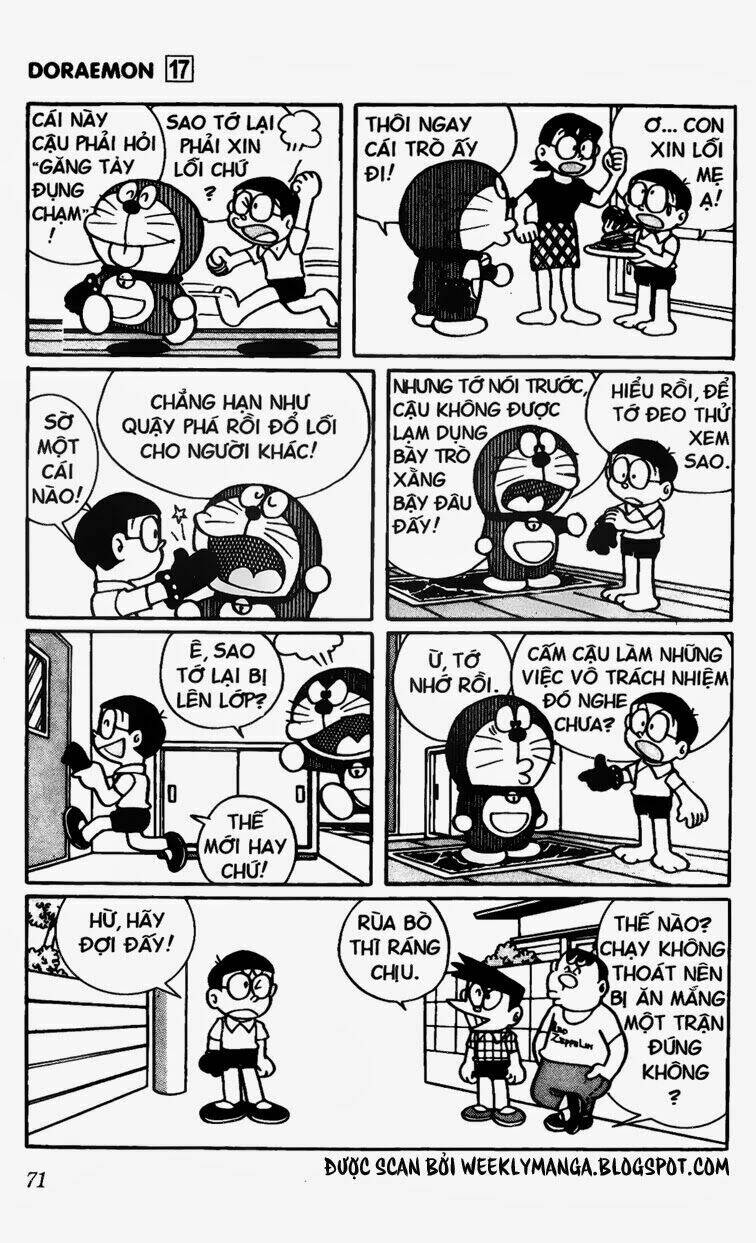 DORAEMON 17
Ơ... CON
XIN LỖI
MẸ
Ạ!
THÔI NGAY
CÁI TRÒ ẤY
ĐI!
SAO TỚ LẠI
PHẢI XIN
LỖI CHỨ
?
CÁI NÀY
CẬU PHẢI HỎI
"GĂNG TAY
ĐỤNG
CHẠM"
!
HIỂU RỒI, ĐỂ
TỚ ĐEO THỬ
XEM
SAO.
NHƯNG TỚ NÓI TRƯỚC,
CẬU KHÔNG ĐƯỢC
LẠM DỤNG
BÀY TRÒ
XẰNG
BẬY ĐÂU
ĐẤY!
CHẲNG HẠN NHƯ
QUẬY PHÁ RỒI ĐỔ LỖI
CHO NGƯỜI KHÁC!
SỜ
MỘT
CÁI
NÀO!
CẤM CẬU LÀM NHỮNG
VIỆC VÔ TRÁCH NHIỆM
ĐÓ NGHE
CHƯA?
Ừ, TỚ
NHỚ RỒI.
Ê, SAO
TỚ LẠI BỊ
LÊN LỚP?
THẾ
MỚI HAY
CHỨ!
THẾ NÀO?
CHẠY KHÔNG
THOÁT NÊN
BỊ ĂN MẮNG
MỘT TRẬN
ĐÚNG
KHÔNG
?
Zeppelin
RÙA BÒ
THÌ RÁNG
CHỊU.
HỪ, HÃY
ĐỢI ĐẤY!
71
ĐƯỢC SCAN BỞI WEEKLYMANGA.BLOGSPOT.COM